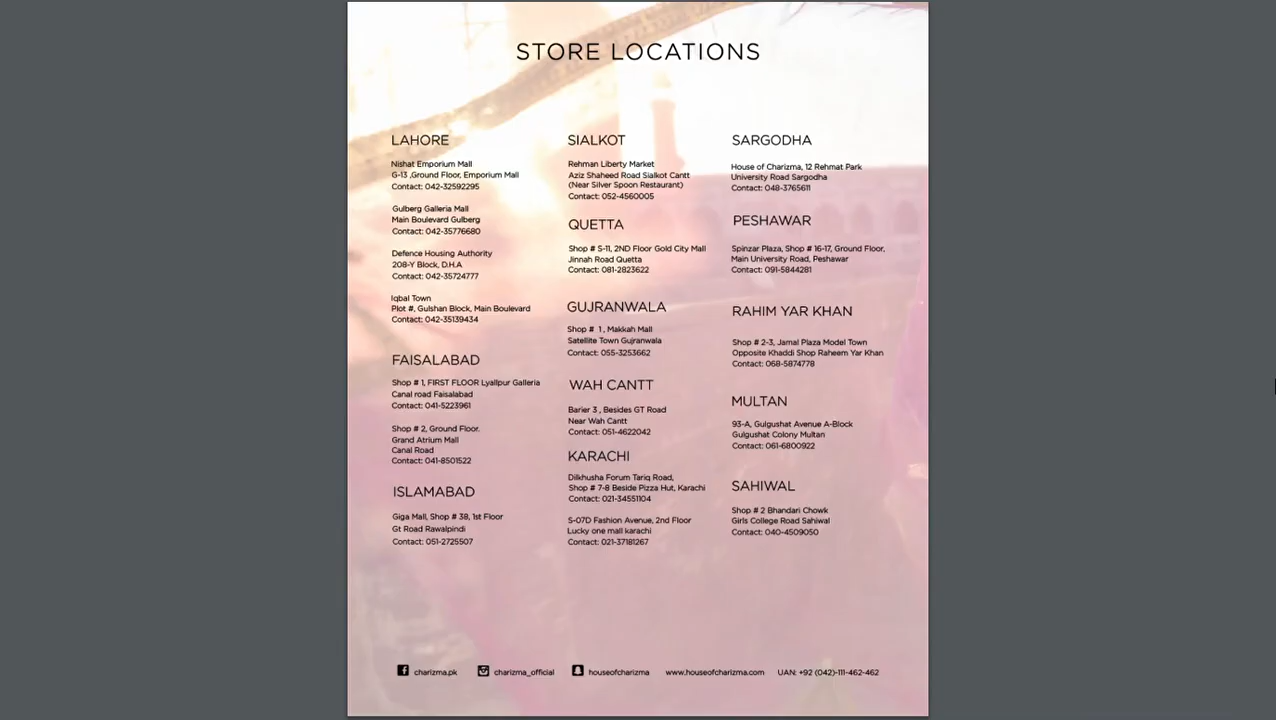 STORE LOCATIONS
LAHORE
Nishat Emporium Mall
G-13 ,Ground Floor, Emporium Mall
Contact: 042-32592295
Gulberg Galleria Mall
Main Boulevard Gulberg
Contact: 042-35776680
Defence Housing Authority
208-Y Block, D.H.A
Contact: 042-35724777
Iqbal Town
Plot #, Gulshan Block, Main Boulevard
Contact: 042-35139434
FAISALABAD
Shop # 1, FIRST FLOOR Lyallpur Galleria
Canal road Faisalabad
Contact: 041-5223961
Shop # 2, Ground Floor.
Grand Atrium Mall
Canal Road
Contact: 041-8501522
ISLAMABAD
Giga Mall, Shop # 38, 1st Floor
Gt Road Rawalpindi
Contact: 051-2725507
SIALKOT
Rehman Liberty Market
Aziz Shaheed Road Sialkot Cantt
(Near Silver Spoon Restaurant)
Contact: 052-4560005
QUETTA
Shop # S-11, 2ND Floor Gold City Mall
Jinnah Road Quetta
Contact: 081-2823622
GUJRANWALA
Shop # 1 , Makkah Mall
Satellite Town Gujranwala
Contact: 055-3253662
WAH CANTT
Barier 3 , Besides GT Road
Near Wah Cantt
Contact: 051-4622042
KARACHI
Dilkhusha Forum Tariq Road,
Shop # 7-8 Beside Pizza Hut, Karachi
Contact: 021-34551104
S-07D Fashion Avenue, 2nd Floor
Lucky one mall karachi
Contact: 021-37181267
SARGODHA
House of Charizma, 12 Rehmat Park
University Road Sargodha
Contact: 048-3765611
PESHAWAR
Spinzar Plaza, Shop # 16-17, Ground Floor,
Main University Road, Peshawar
Contact: 091-5844281
RAHIM YAR KHAN
Shop # 2-3, Jamal Plaza Model Town
Opposite Khaddi Shop Raheem Yar Khan
Contact: 068-5874778
MULTAN
93-A, Gulgushat Avenue A-Block
Gulgushat Colony Multan
Contact: 061-6800922
SAHIWAL
Shop # 2 Bhandari Chowk
Girls College Road Sahiwal
Contact: 040-4509050
charizma.pk charizma_official houseofcharizma www.houseofcharizma.com UAN: +92 (042)-111-462-462